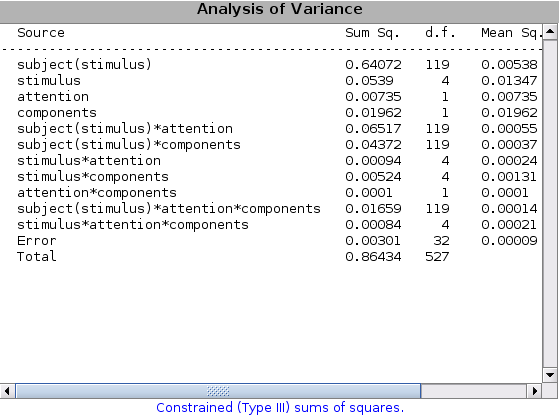 Analysis of Variance
Source Sum Sq. d.f. Mean Sq.
subject(stimulus) 0.64072 119 0.00538
stimulus 0.0539 4 0.01347
attention 0.00735 1 0.00735
components 0.01962 1 0.01962
subject(stimulus)*attention 0.06517 119 0.00055
subject(stimulus)*components 0.04372 119 0.00037
stimulus*attention 0.00094 4 0.00024
stimulus*components 0.00524 4 0.00131
attention*components 0.0001 1 0.0001
subject(stimulus)*attention*components 0.01659 119 0.00014
stimulus*attention*components 0.00084 4 0.00021
Error 0.00301 32 0.00009
Total 0.86434 527
Constrained (Type III) sums of squares.